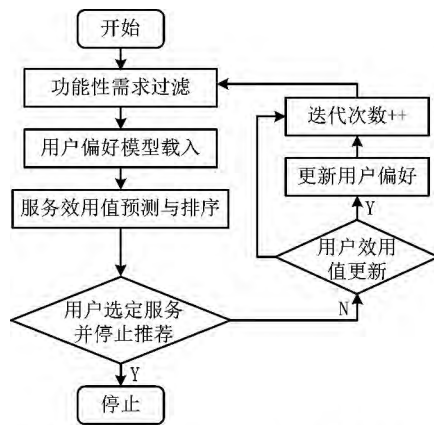 开始
功能性需求过滤
用户偏好模型载入
服务效用值预测与排序
用户选定服务
并停止推荐
Y
停止
N
用户效用
值更新
Y
更新用户偏好
迭代次数++